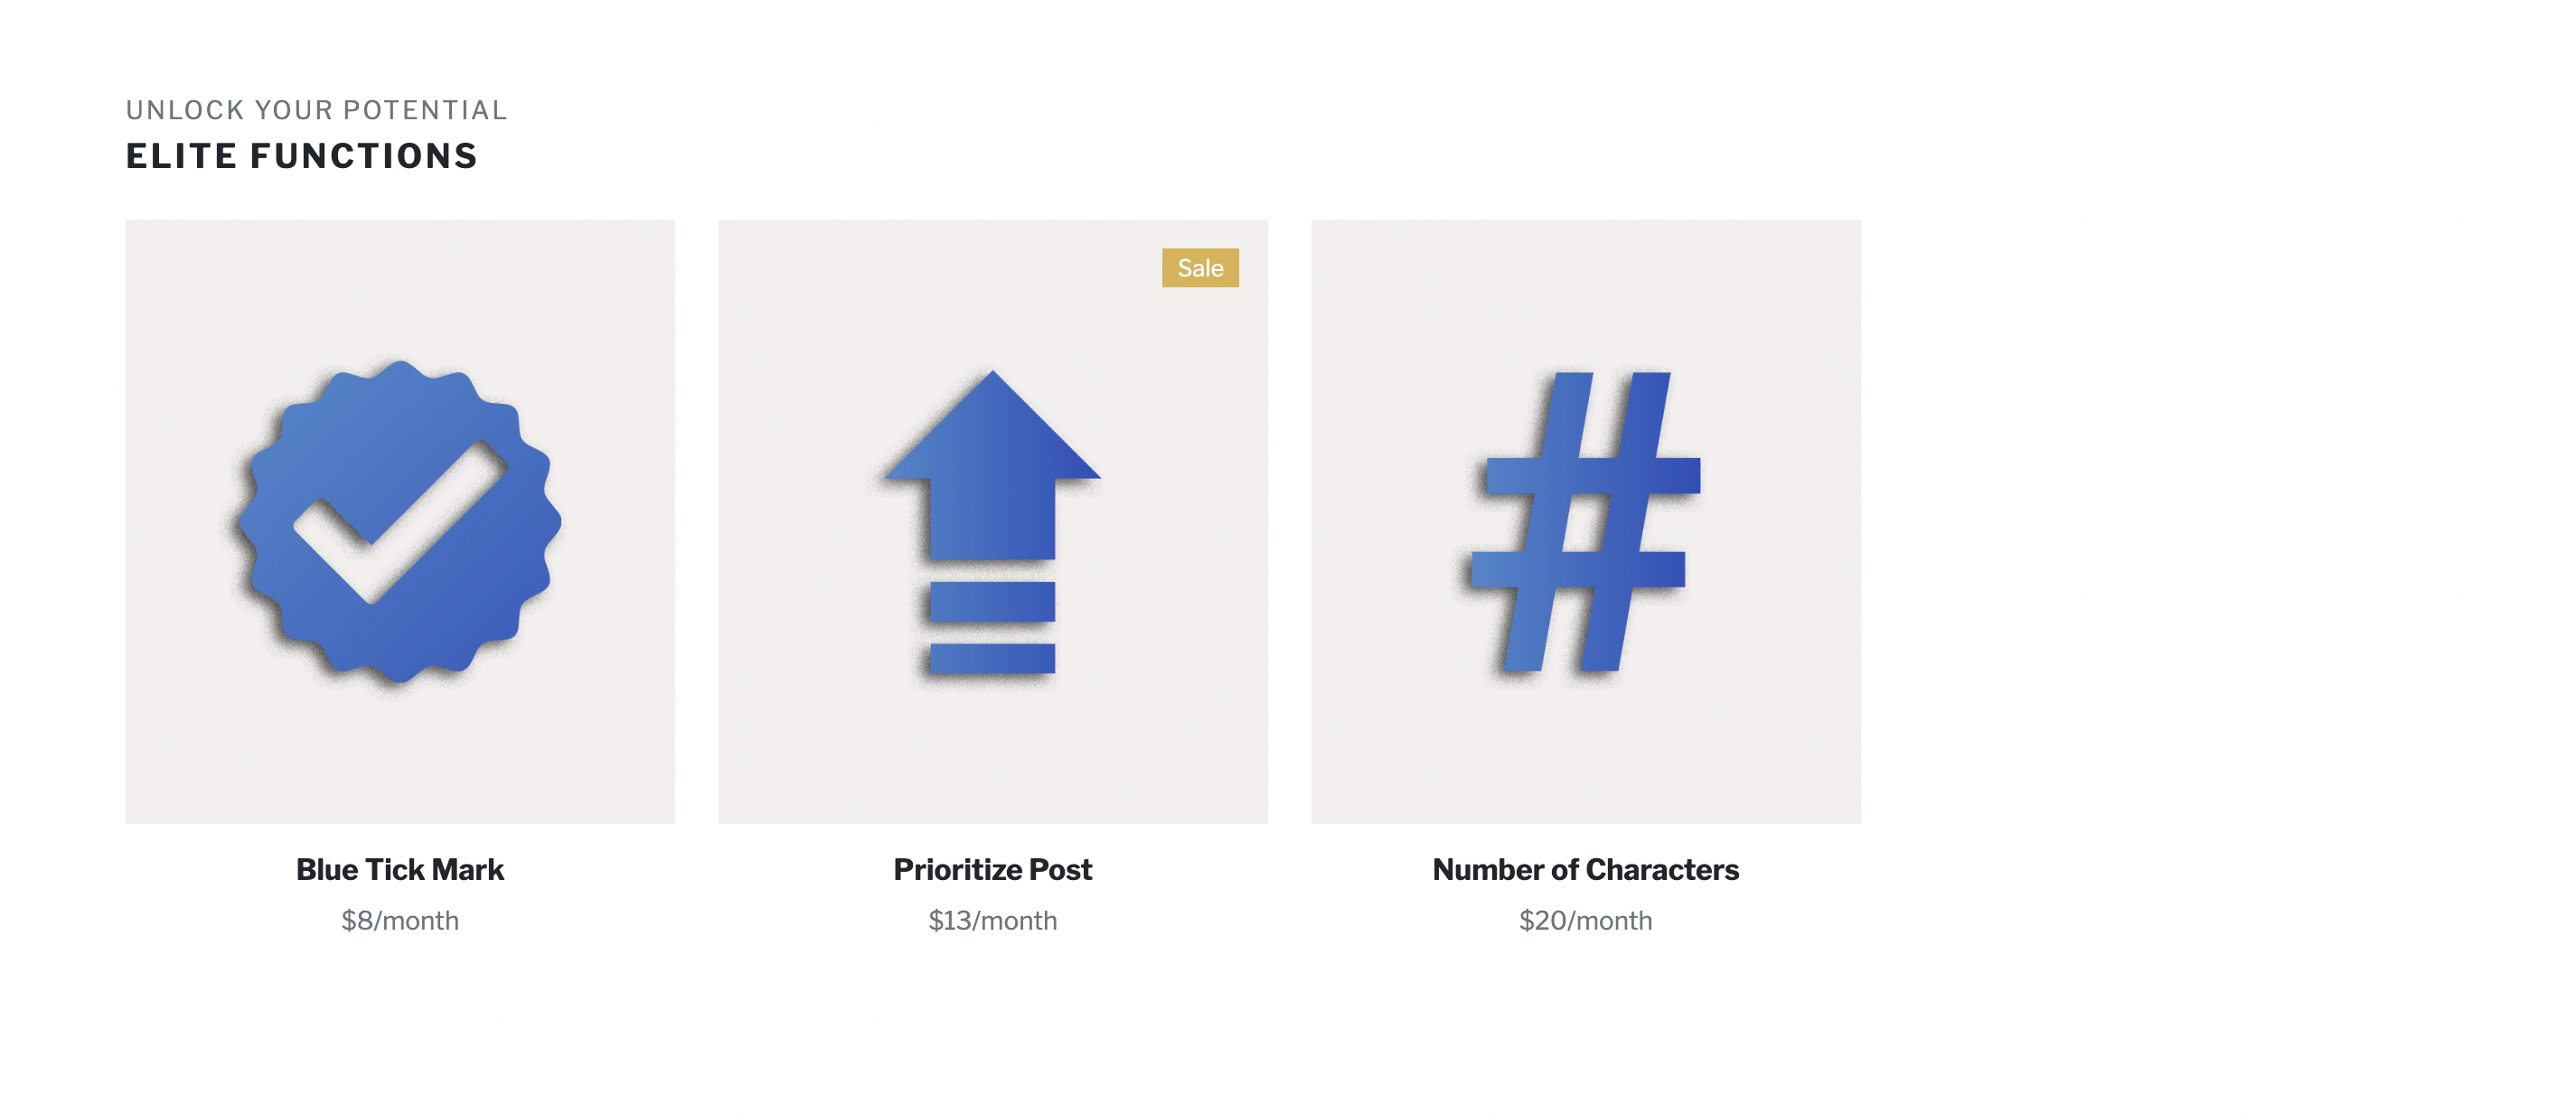 UNLOCK YOUR POTENTIAL
ELITE FUNCTIONS
Sale
#
Blue Tick Mark
$8/month
Prioritize Post
$13/month
Number of Characters
$20/month